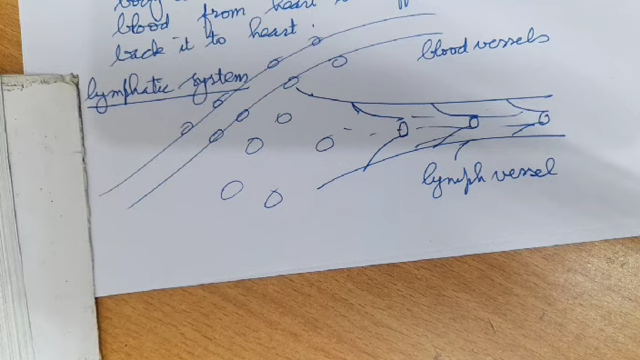 blood from heart
back it to heart.
blood vessels
lymphatic system
lymph vessel